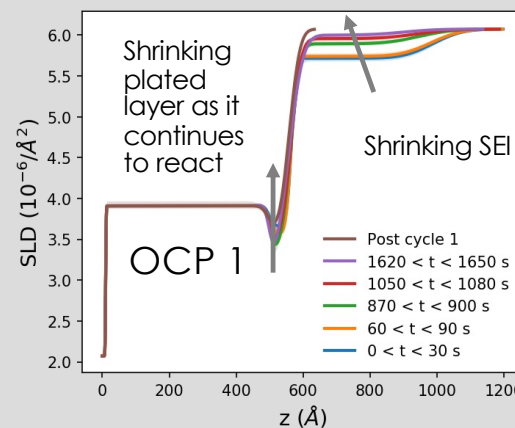 6.0
5.5
5.0
4.5
4.0
3.5
3.0
2.5
2.0
SLD (10⁻⁶/Å²)
Shrinking
plated
layer as it
continues
to react
Shrinking SEI
OCP 1
Post cycle 1
1620 < t < 1650 s
1050 < t < 1080 s
870 < t < 900 s
60 < t < 90 s
0 < t < 30 s
0 200 400 600 800 1000
z (Å)